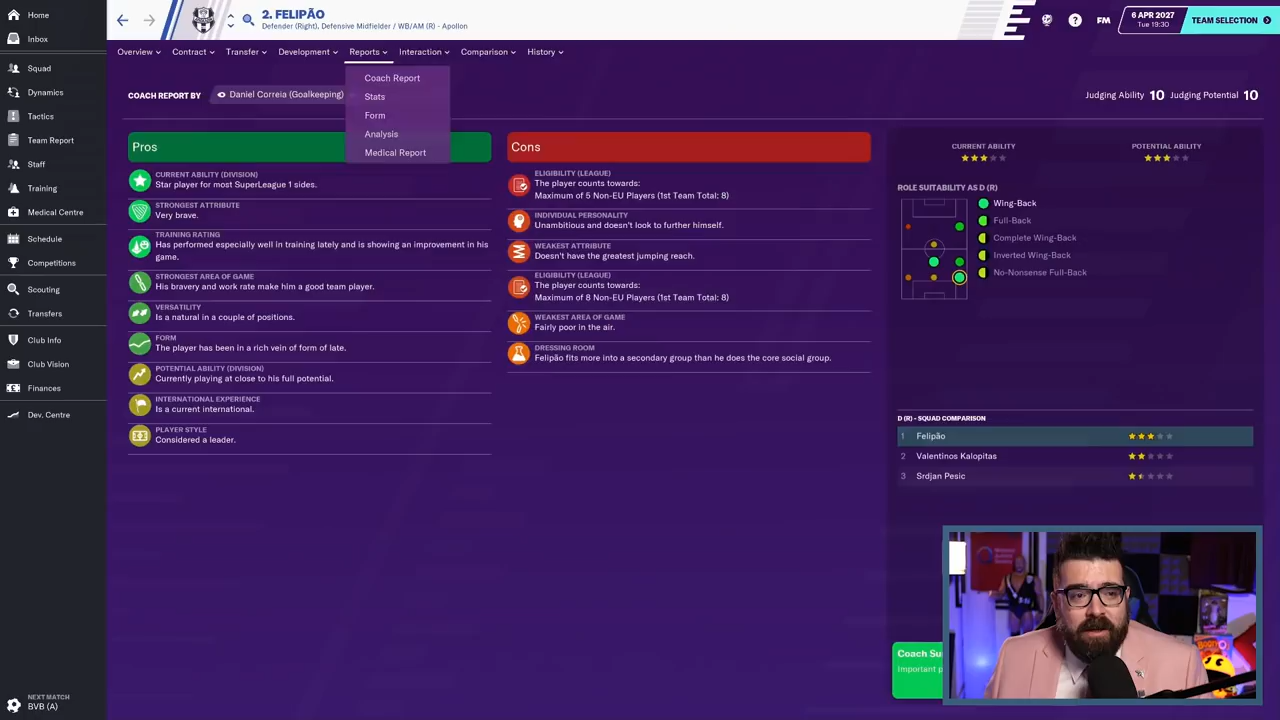 Home
Inbox
Squad
Dynamics
Tactics
Team Report
Staff
Training
Medical Centre
Schedule
Competitions
Scouting
Transfers
Club Info
Club Vision
Finances
Dev. Centre
NEXT MATCH
BVB (A)
2. FELIPÃO
Defender (Right), Defensive Midfielder / WB/AM (R) - Apollon
FM
6 APR 2027
Tue 19:30
TEAM SELECTION
Overview
Contract
Transfer
Development
Reports
Interaction
Comparison
History
Coach Report
Stats
Form
Analysis
Medical Report
COACH REPORT BY
Daniel Correia (Goalkeeping)
Judging Ability 10 Judging Potential 10
Pros
CURRENT ABILITY (DIVISION)
Star player for most SuperLeague 1 sides.
STRONGEST ATTRIBUTE
Very brave.
TRAINING RATING
Has performed especially well in training lately and is showing an improvement in his
game.
STRONGEST AREA OF GAME
His bravery and work rate make him a good team player.
VERSATILITY
Is a natural in a couple of positions.
FORM
The player has been in a rich vein of form of late.
POTENTIAL ABILITY (DIVISION)
Currently playing at close to his full potential.
INTERNATIONAL EXPERIENCE
Is a current international.
PLAYER STYLE
Considered a leader.
Cons
ELIGIBILITY (LEAGUE)
The player counts towards:
Maximum of 5 Non-EU Players (1st Team Total: 8)
INDIVIDUAL PERSONALITY
Unambitious and doesn't look to further himself.
WEAKEST ATTRIBUTE
Doesn't have the greatest jumping reach.
ELIGIBILITY (LEAGUE)
The player counts towards:
Maximum of 8 Non-EU Players (1st Team Total: 8)
WEAKEST AREA OF GAME
Fairly poor in the air.
DRESSING ROOM
Felipão fits more into a secondary group than he does the core social group.
CURRENT ABILITY
POTENTIAL ABILITY
ROLE SUITABILITY AS D (R)
Wing-Back
Full-Back
Complete Wing-Back
Inverted Wing-Back
No-Nonsense Full-Back
D (R) - SQUAD COMPARISON
1 Felipão
2 Valentinos Kalopitas
3 Srdjan Pesic
Coach Su
Important p